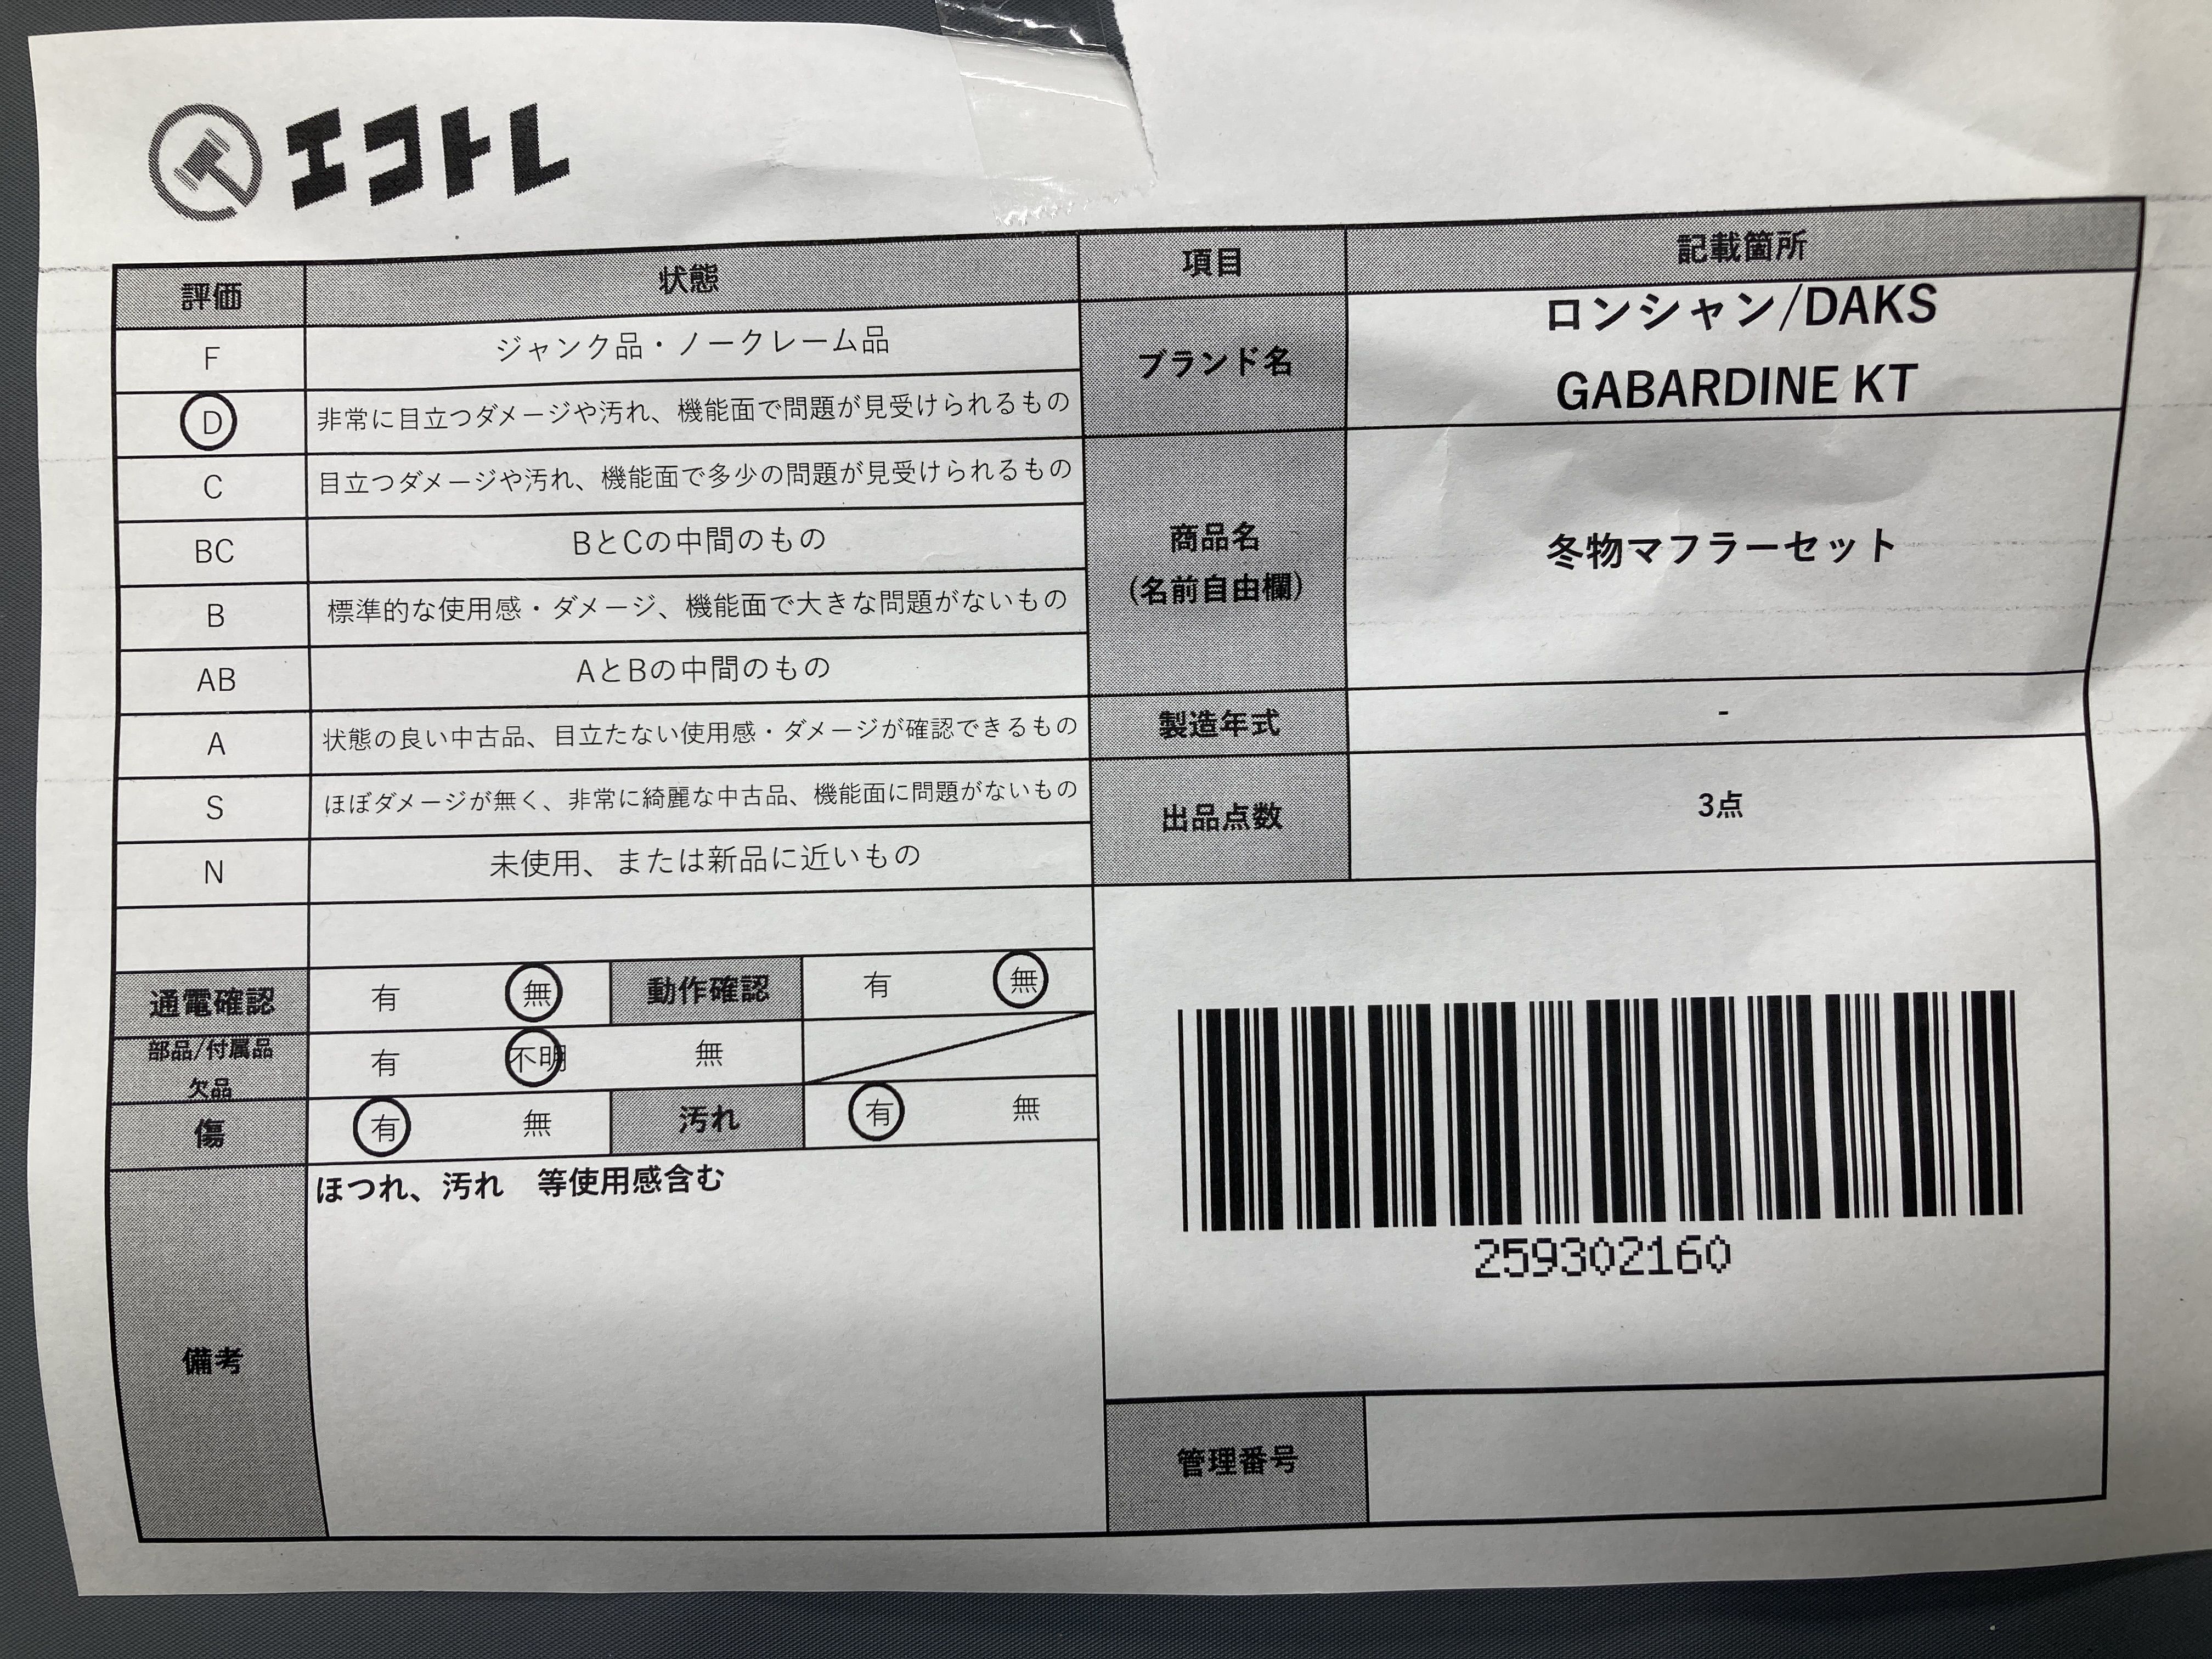 エコトレ
評価 状態
F ジャンク品・ノークレーム品
D 非常に目立つダメージや汚れ、機能面で問題が見受けられるもの
C 目立つダメージや汚れ、機能面で多少の問題が見受けられるもの
BC BとCの中間のもの
B 標準的な使用感・ダメージ、機能面で大きな問題がないもの
AB AとBの中間のもの
A 状態の良い中古品、目立たない使用感・ダメージが確認できるもの
S ほぼダメージが無く、非常に綺麗な中古品、機能面に問題がないもの
N 未使用、または新品に近いもの
通電確認 有 無 動作確認 有 無
部品/付属品
欠品 有 不明 無
傷 有 無 汚れ 有 無
備考 ほつれ、汚れ　等使用感含む
項目 記載箇所
ブランド名 ロンシャン/DAKS
GABARDINE KT
商品名
(名前自由欄) 冬物マフラーセット
製造年式 -
出品点数 3点
259302160
管理番号